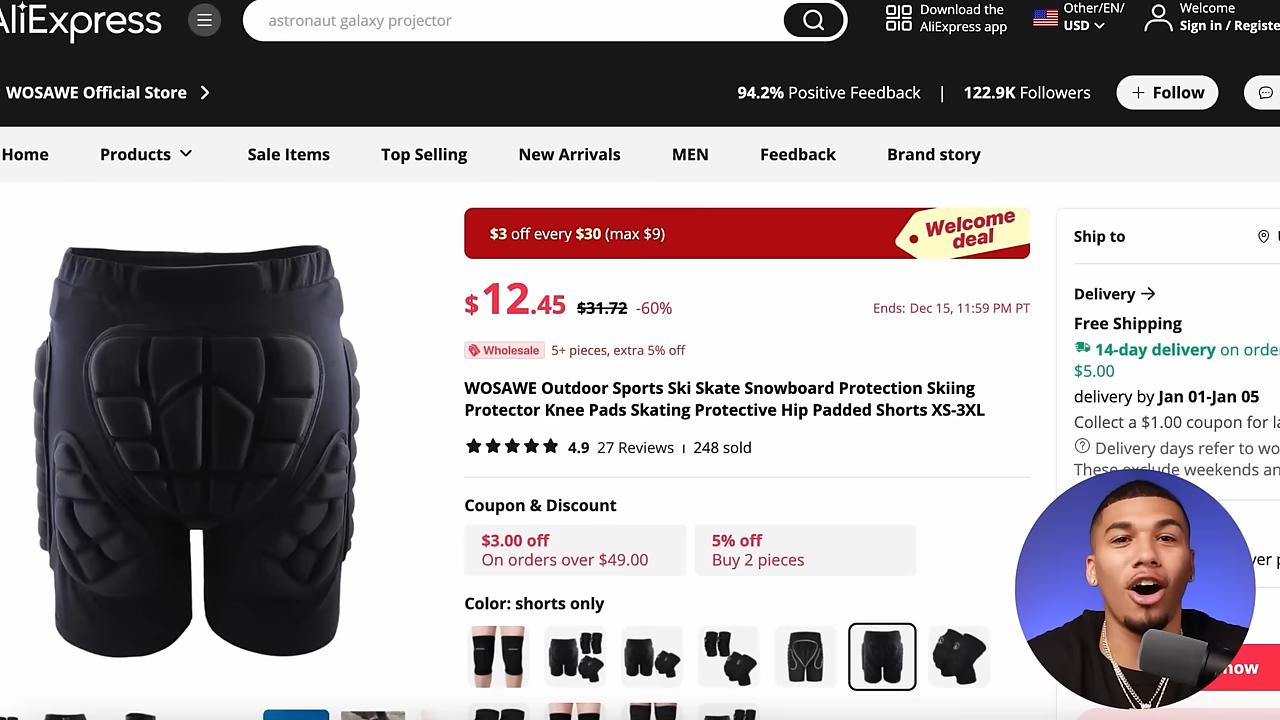 AliExpress
astronaut galaxy projector
Download the
AliExpress app
Other/EN/
USD
Welcome
Sign in / Registe
WOSAWE Official Store
94.2% Positive Feedback | 122.9K Followers
+ Follow
Home
Products
Sale Items
Top Selling
New Arrivals
MEN
Feedback
Brand story
$3 off every $30 (max $9)
Welcome
deal
$12.45 $31.72 -60%
Ends: Dec 15, 11:59 PM PT
Wholesale 5+ pieces, extra 5% off
WOSAWE Outdoor Sports Ski Skate Snowboard Protection Skiing
Protector Knee Pads Skating Protective Hip Padded Shorts XS-3XL
4.9 27 Reviews | 248 sold
Coupon & Discount
$3.00 off
On orders over $49.00
5% off
Buy 2 pieces
Color: shorts only
Ship to
Delivery
Free Shipping
14-day delivery on orde
$5.00
delivery by Jan 01-Jan 05
Collect a $1.00 coupon for la
Delivery days refer to wo
These exclude weekends an